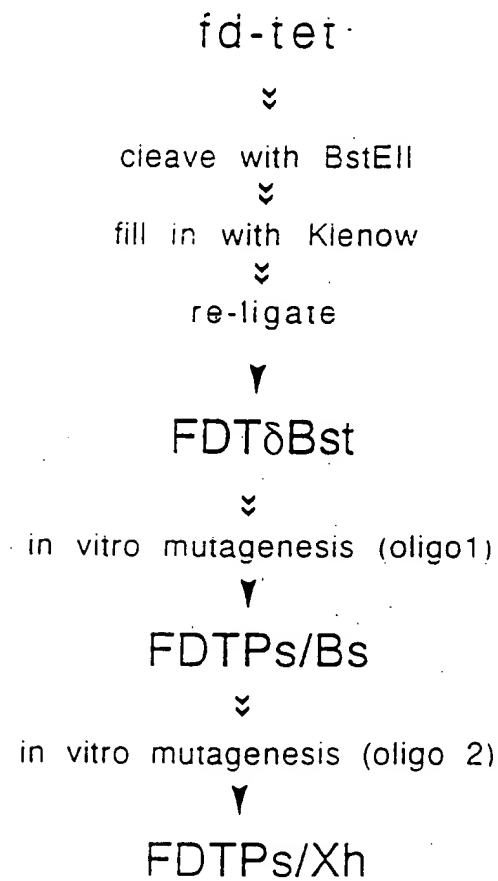 fd-tet
cleave with BstEII
fill in with Klenow
re-ligate
FDTδBst
in vitro mutagenesis (oligo1)
FDTPs/Bs
in vitro mutagenesis (oligo 2)
FDTPs/Xh